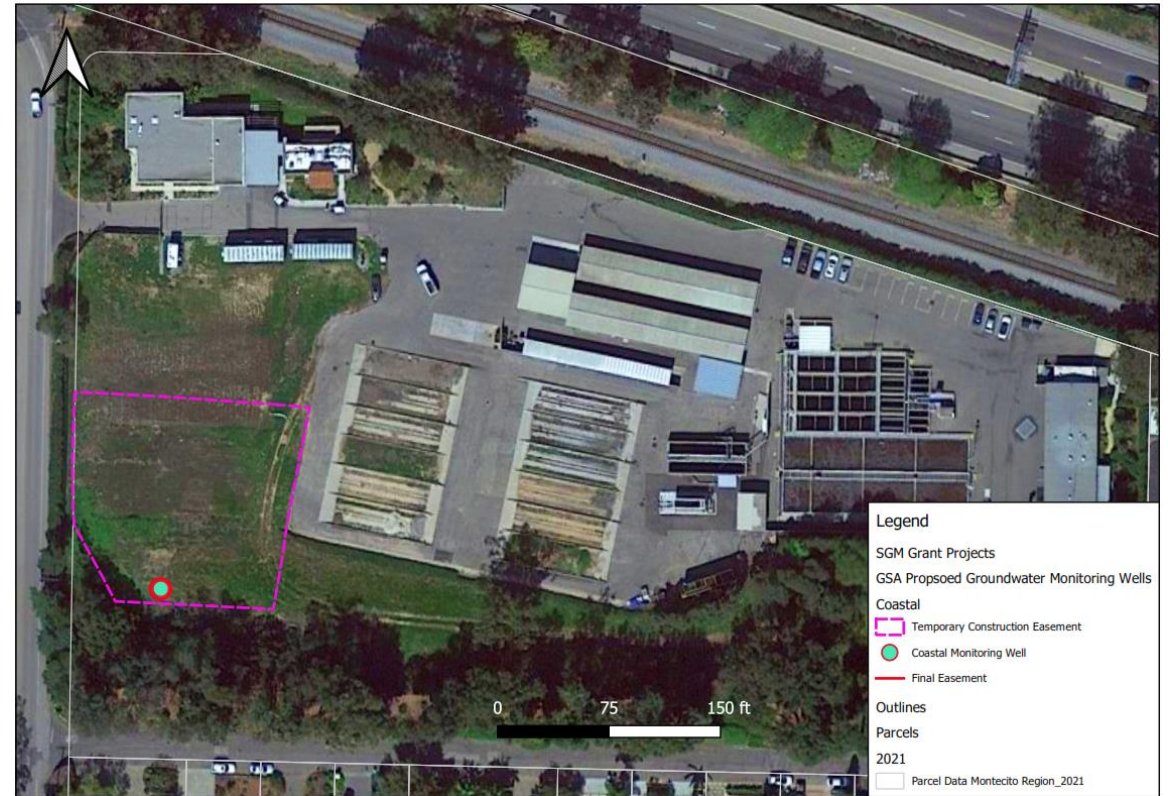 Legend
SGM Grant Projects
GSA Propsoed Groundwater Monitoring Wells
Coastal
Temporary Construction Easement
Coastal Monitoring Well
Final Easement
Outlines
Parcels
2021
Parcel Data Montecito Region_2021
0 75 150 ft